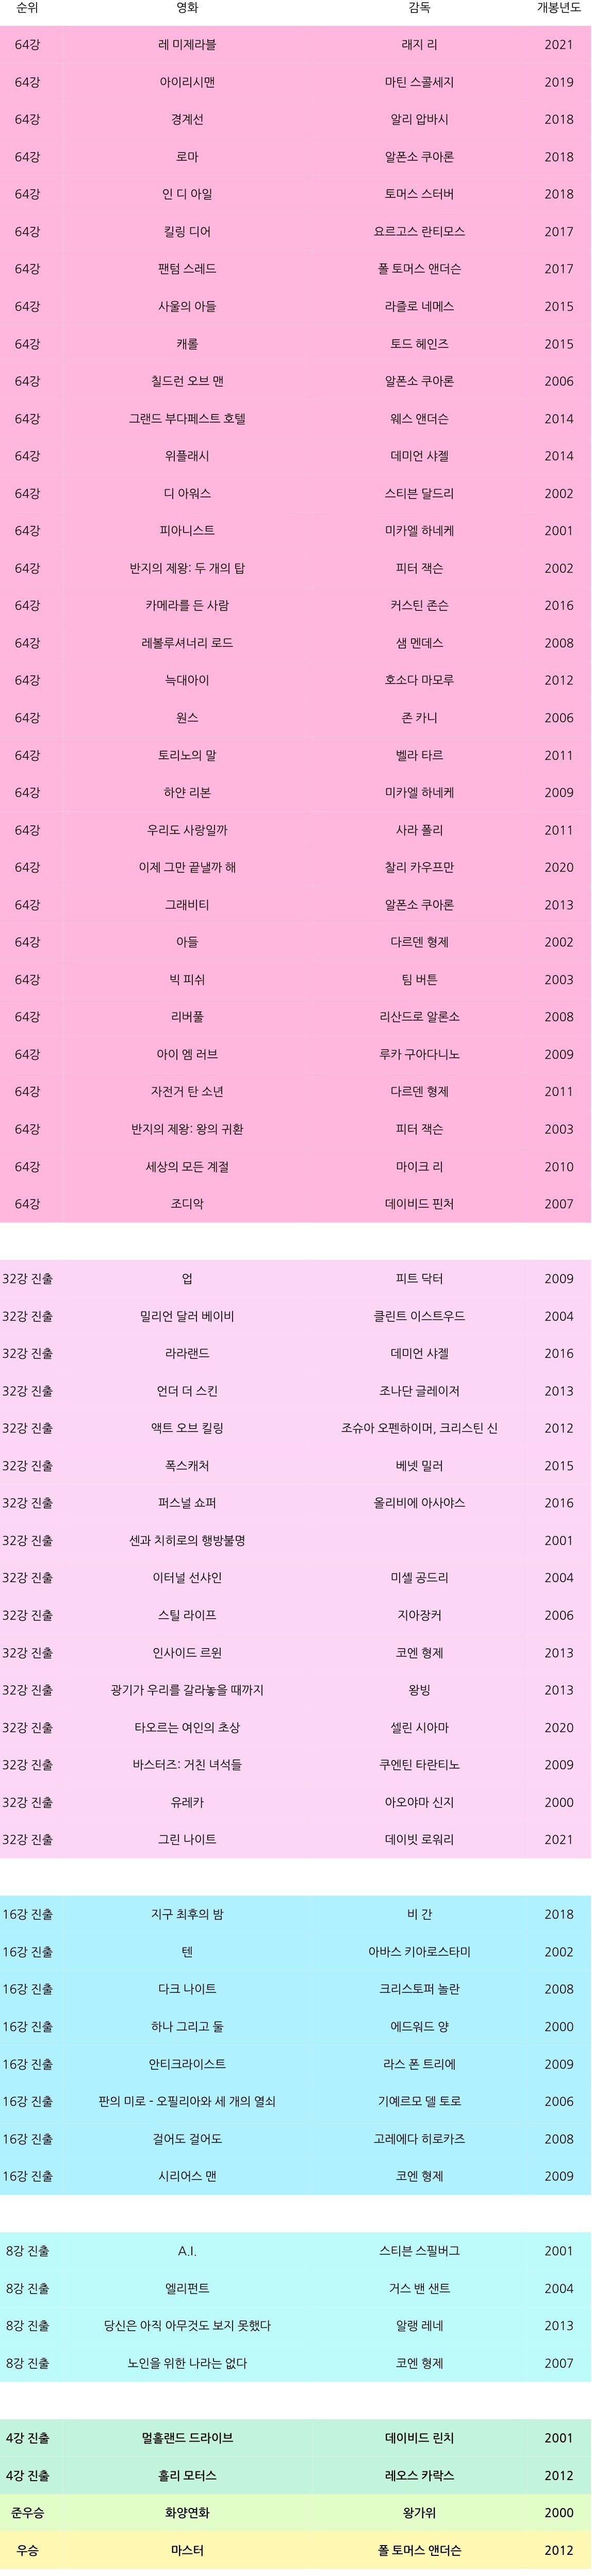 순위 영화 감독 개봉년도
64강 레 미제라블 래지 리 2021
64강 아이리시맨 마틴 스콜세지 2019
64강 경계선 알리 압바시 2018
64강 로마 알폰소 쿠아론 2018
64강 인 디 아일 토머스 스터버 2018
64강 킬링 디어 요르고스 란티모스 2017
64강 팬텀 스레드 폴 토머스 앤더슨 2017
64강 사울의 아들 라즐로 네메스 2015
64강 캐롤 토드 헤인즈 2015
64강 칠드런 오브 맨 알폰소 쿠아론 2006
64강 그랜드 부다페스트 호텔 웨스 앤더슨 2014
64강 위플래시 데미언 샤젤 2014
64강 디 아워스 스티븐 달드리 2002
64강 피아니스트 미카엘 하네케 2001
64강 반지의 제왕: 두 개의 탑 피터 잭슨 2002
64강 카메라를 든 사람 커스틴 존슨 2016
64강 레볼루셔너리 로드 샘 멘데스 2008
64강 늑대아이 호소다 마모루 2012
64강 원스 존 카니 2006
64강 토리노의 말 벨라 타르 2011
64강 하얀 리본 미카엘 하네케 2009
64강 우리도 사랑일까 사라 폴리 2011
64강 이제 그만 끝낼까 해 찰리 카우프만 2020
64강 그래비티 알폰소 쿠아론 2013
64강 아들 다르덴 형제 2002
64강 빅 피쉬 팀 버튼 2003
64강 리버풀 리산드로 알론소 2008
64강 아이 엠 러브 루카 구아다니노 2009
64강 자전거 탄 소년 다르덴 형제 2011
64강 반지의 제왕: 왕의 귀환 피터 잭슨 2003
64강 세상의 모든 계절 마이크 리 2010
64강 조디악 데이비드 핀처 2007
32강 진출 업 피트 닥터 2009
32강 진출 밀리언 달러 베이비 클린트 이스트우드 2004
32강 진출 라라랜드 데미언 샤젤 2016
32강 진출 언더 더 스킨 조나단 글레이저 2013
32강 진출 액트 오브 킬링 조슈아 오펜하이머, 크리스틴 신 2012
32강 진출 폭스캐처 베넷 밀러 2015
32강 진출 퍼스널 쇼퍼 올리비에 아사야스 2016
32강 진출 센과 치히로의 행방불명 2001
32강 진출 이터널 선샤인 미셸 공드리 2004
32강 진출 스틸 라이프 지아장커 2006
32강 진출 인사이드 르윈 코엔 형제 2013
32강 진출 광기가 우리를 갈라놓을 때까지 왕빙 2013
32강 진출 타오르는 여인의 초상 셀린 시아마 2020
32강 진출 바스터즈: 거친 녀석들 쿠엔틴 타란티노 2009
32강 진출 유레카 아오야마 신지 2000
32강 진출 그린 나이트 데이빗 로워리 2021
16강 진출 지구 최후의 밤 비 간 2018
16강 진출 텐 아바스 키아로스타미 2002
16강 진출 다크 나이트 크리스토퍼 놀란 2008
16강 진출 하나 그리고 둘 에드워드 양 2000
16강 진출 안티크라이스트 라스 폰 트리에 2009
16강 진출 판의 미로 - 오필리아와 세 개의 열쇠 기예르모 델 토로 2006
16강 진출 걸어도 걸어도 고레에다 히로카즈 2008
16강 진출 시리어스 맨 코엔 형제 2009
8강 진출 A.I. 스티븐 스필버그 2001
8강 진출 엘리펀트 거스 밴 샌트 2004
8강 진출 당신은 아직 아무것도 보지 못했다 알랭 레네 2013
8강 진출 노인을 위한 나라는 없다 코엔 형제 2007
4강 진출 멀홀랜드 드라이브 데이비드 린치 2001
4강 진출 홀리 모터스 레오스 카락스 2012
준우승 화양연화 왕가위 2000
우승 마스터 폴 토머스 앤더슨 2012